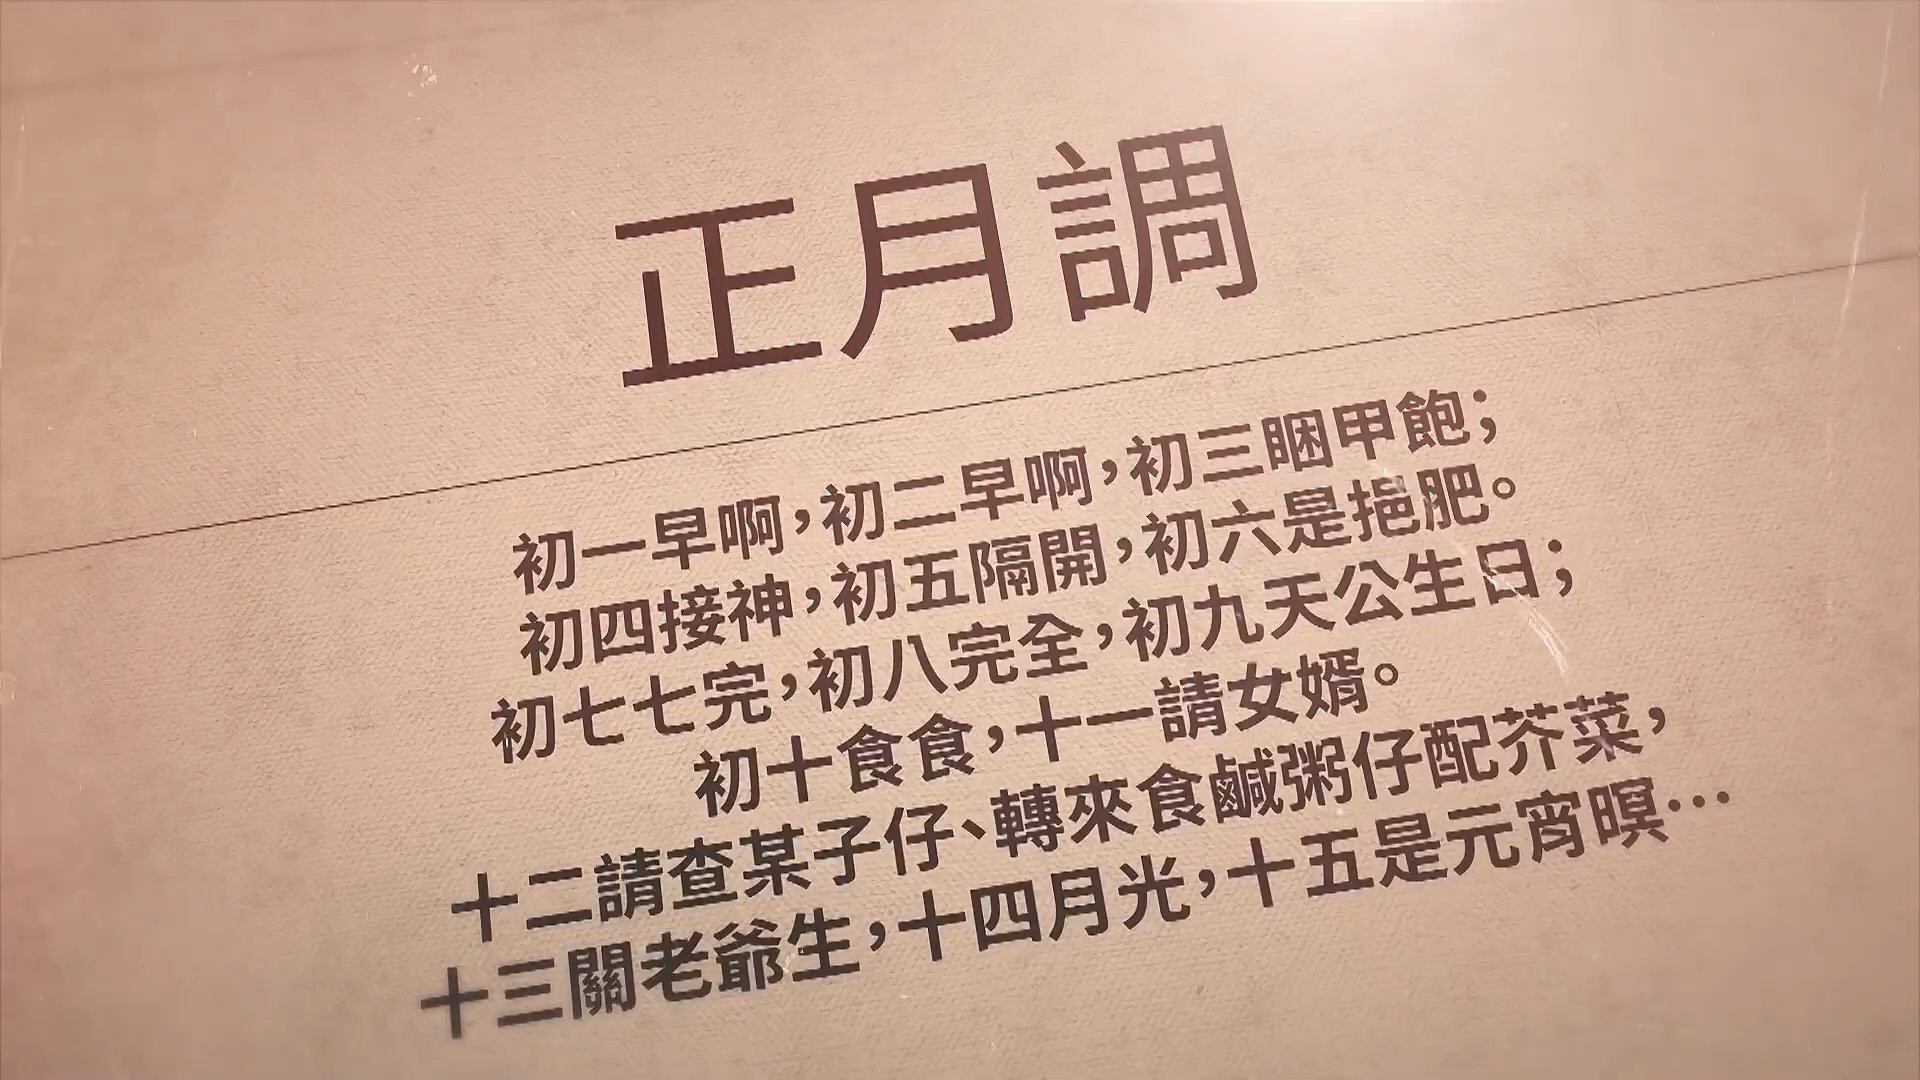 正月調
初一早啊，初二早啊，初三睏甲飽；
初四接神，初五隔開，初六是挹肥。
初七七完，初八完全，初九天公生日；
初十食食，十一請女婿。
十二請查某子仔、轉來食鹹粥仔配芥菜，
十三關老爺生，十四月光，十五是元宵暝…